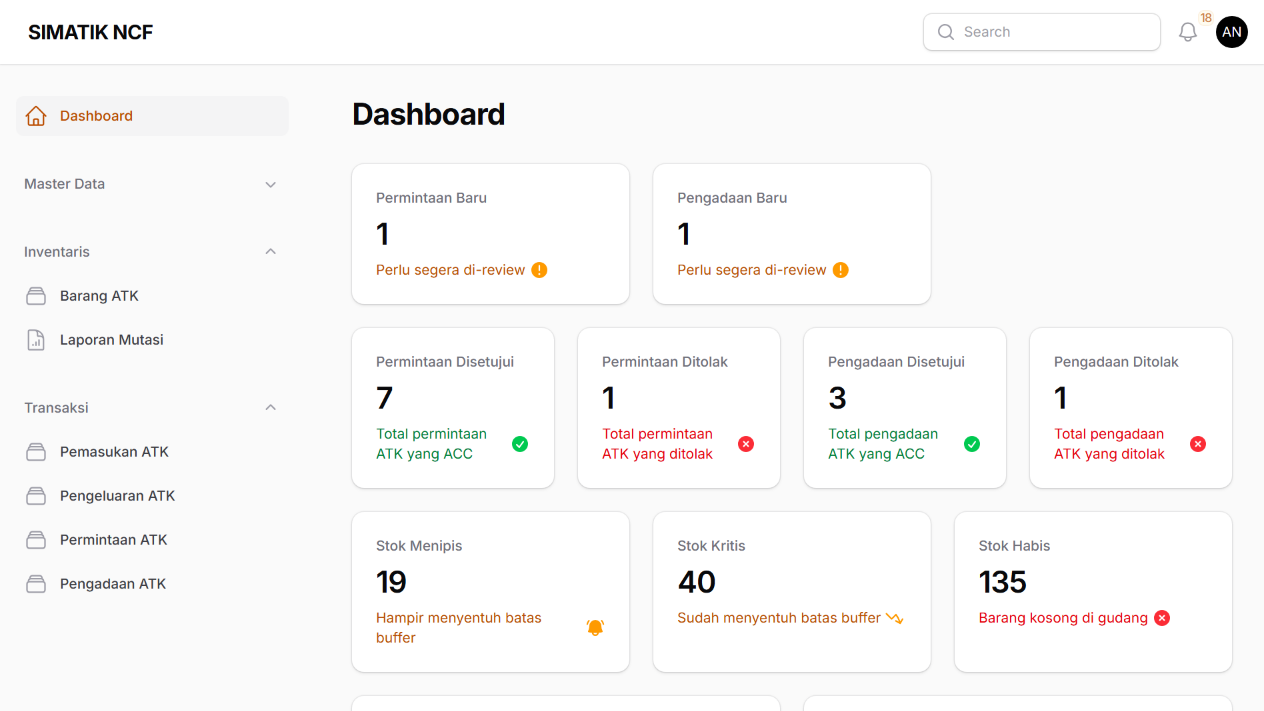 SIMATIK NCF
Search
18
AN
Dashboard
Master Data
Inventaris
Barang ATK
Laporan Mutasi
Transaksi
Pemasukan ATK
Pengeluaran ATK
Permintaan ATK
Pengadaan ATK
Dashboard
Permintaan Baru
1
Perlu segera di-review
Pengadaan Baru
1
Perlu segera di-review
Permintaan Disetujui
7
Total permintaan
ATK yang ACC
Permintaan Ditolak
1
Total permintaan
ATK yang ditolak
Pengadaan Disetujui
3
Total pengadaan
ATK yang ACC
Pengadaan Ditolak
1
Total pengadaan
ATK yang ditolak
Stok Menipis
19
Hampir menyentuh batas
buffer
Stok Kritis
40
Sudah menyentuh batas buffer
Stok Habis
135
Barang kosong di gudang